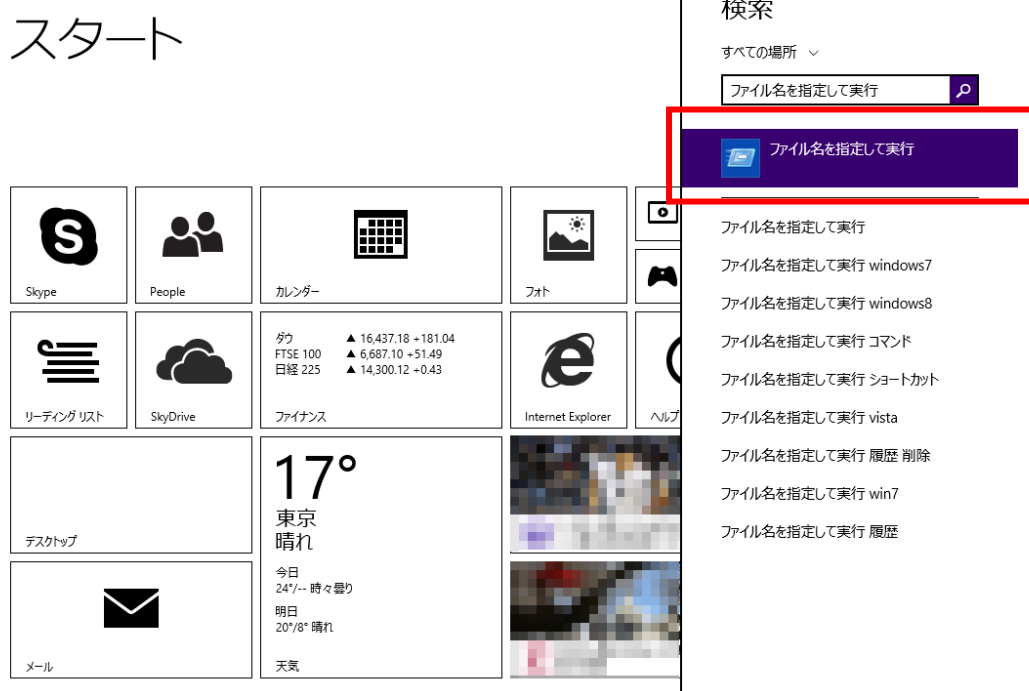 スタート
Skype
People
カレンダー
フォト
リーディング リスト
SkyDrive
ダウ ▲ 16,437.18 +181.04
FTSE 100 ▲ 6,687.10 +51.49
日経 225 ▲ 14,300.12 +0.43
ファイナンス
Internet Explorer
ヘルプ
デスクトップ
17°
東京
晴れ
今日
24°/-- 時々曇り
明日
20°/8° 晴れ
天気
メール
検索
すべての場所
ファイル名を指定して実行
ファイル名を指定して実行
ファイル名を指定して実行
ファイル名を指定して実行 windows7
ファイル名を指定して実行 windows8
ファイル名を指定して実行 コマンド
ファイル名を指定して実行 ショートカット
ファイル名を指定して実行 vista
ファイル名を指定して実行 履歴 削除
ファイル名を指定して実行 win7
ファイル名を指定して実行 履歴